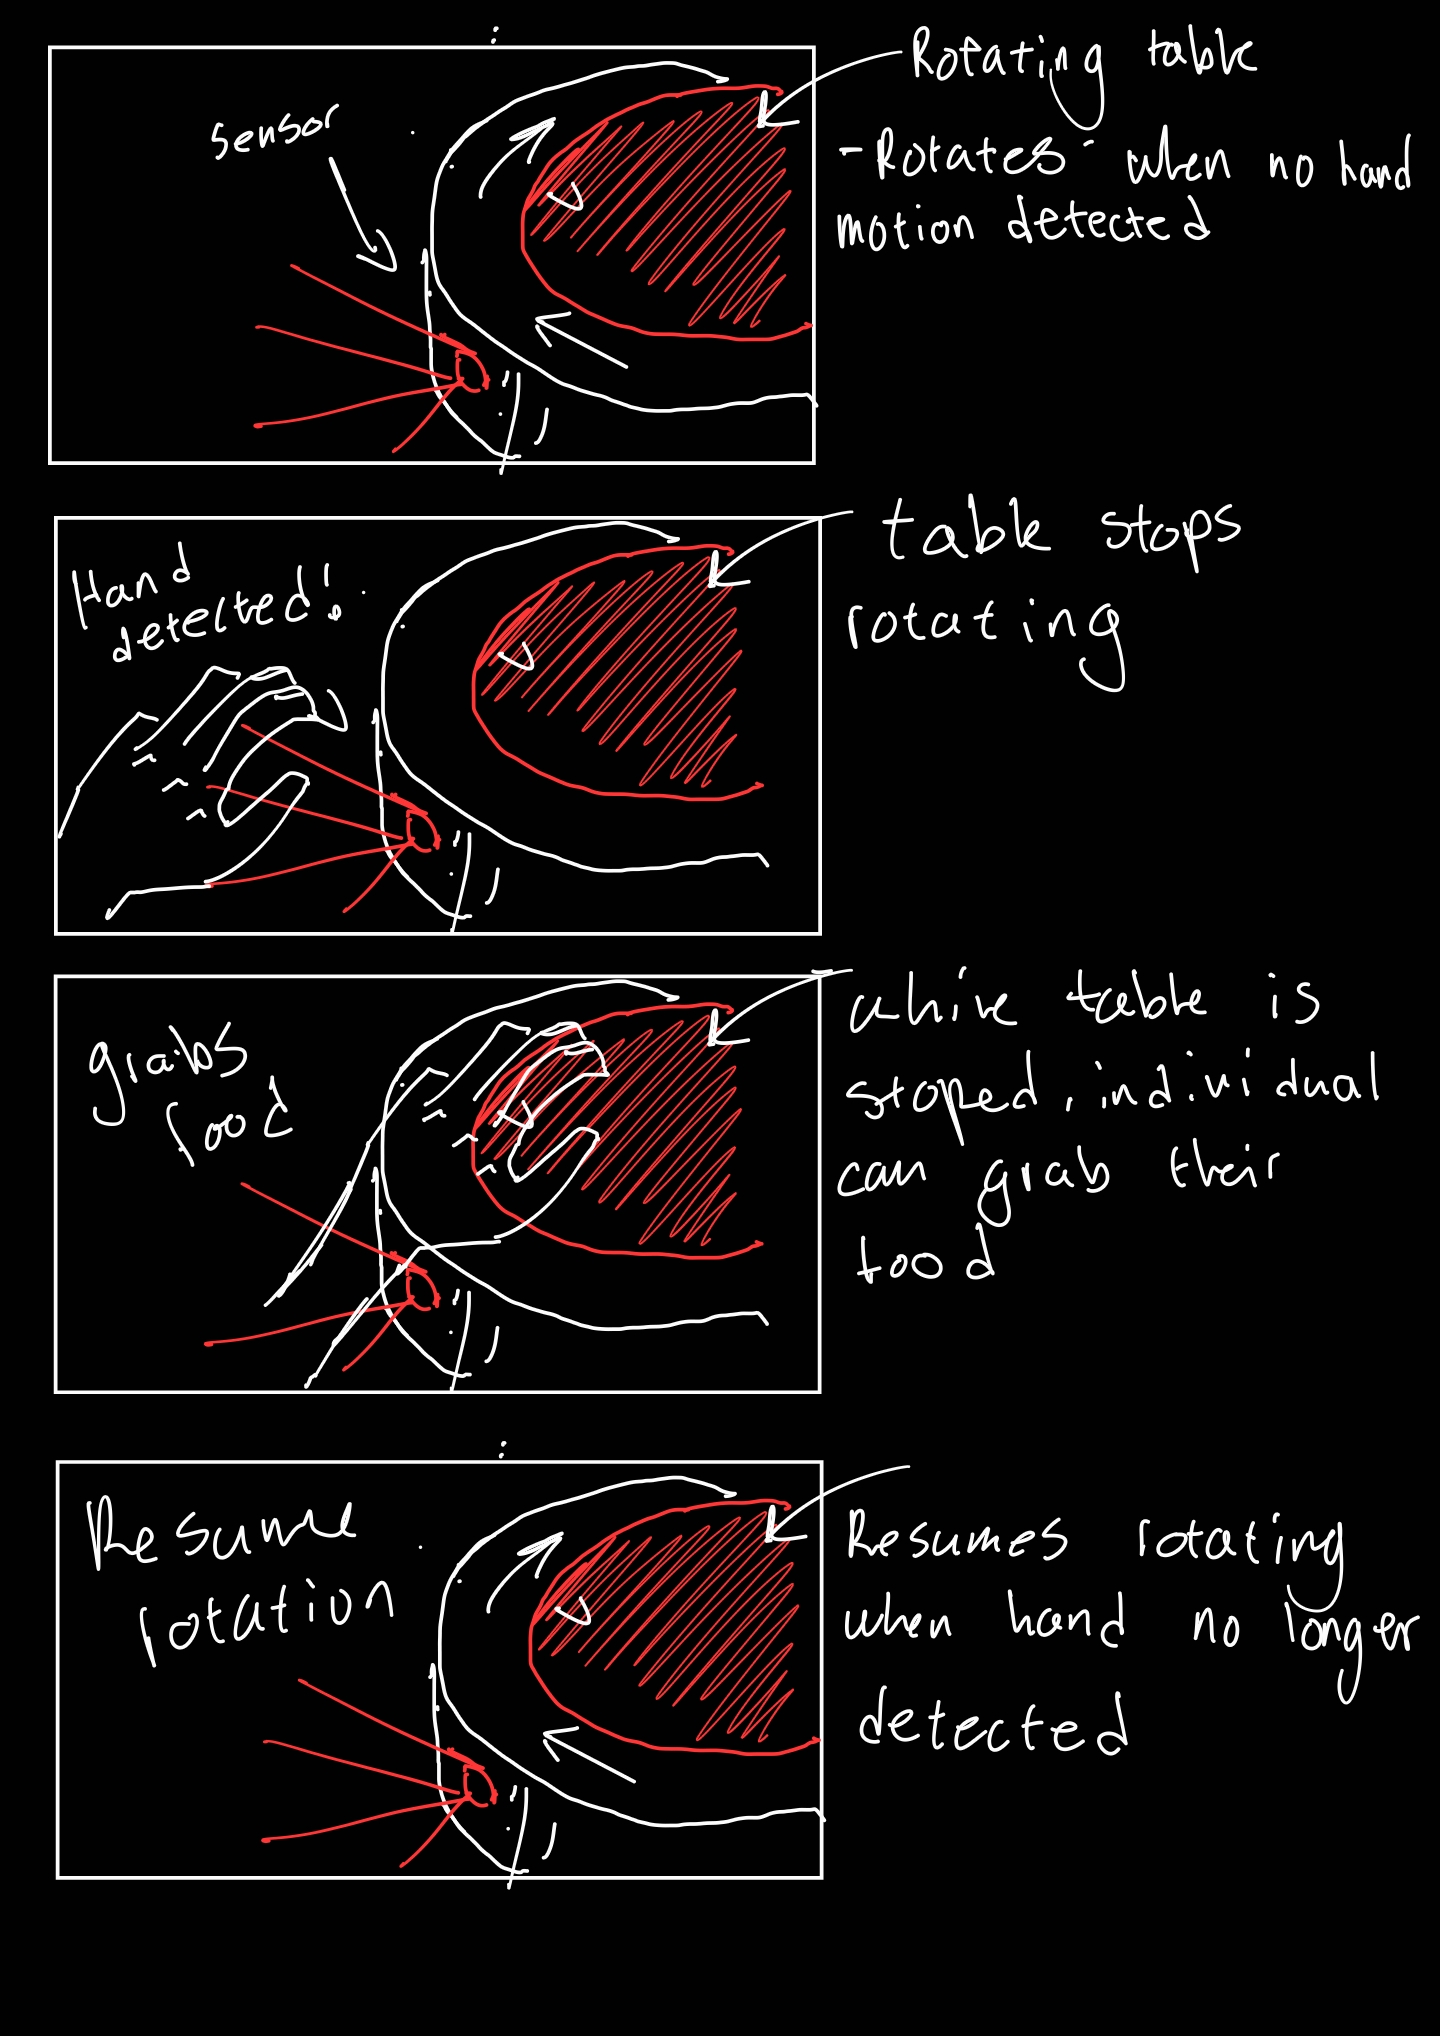 sensor
Rotating table
-Rotates when no hand
motion detected
Hand
detected!
table stops
rotating
grabs
food
while table is
stoped, individual
can grab their
food
Resume
rotation
Resumes rotating
when hand no longer
detected